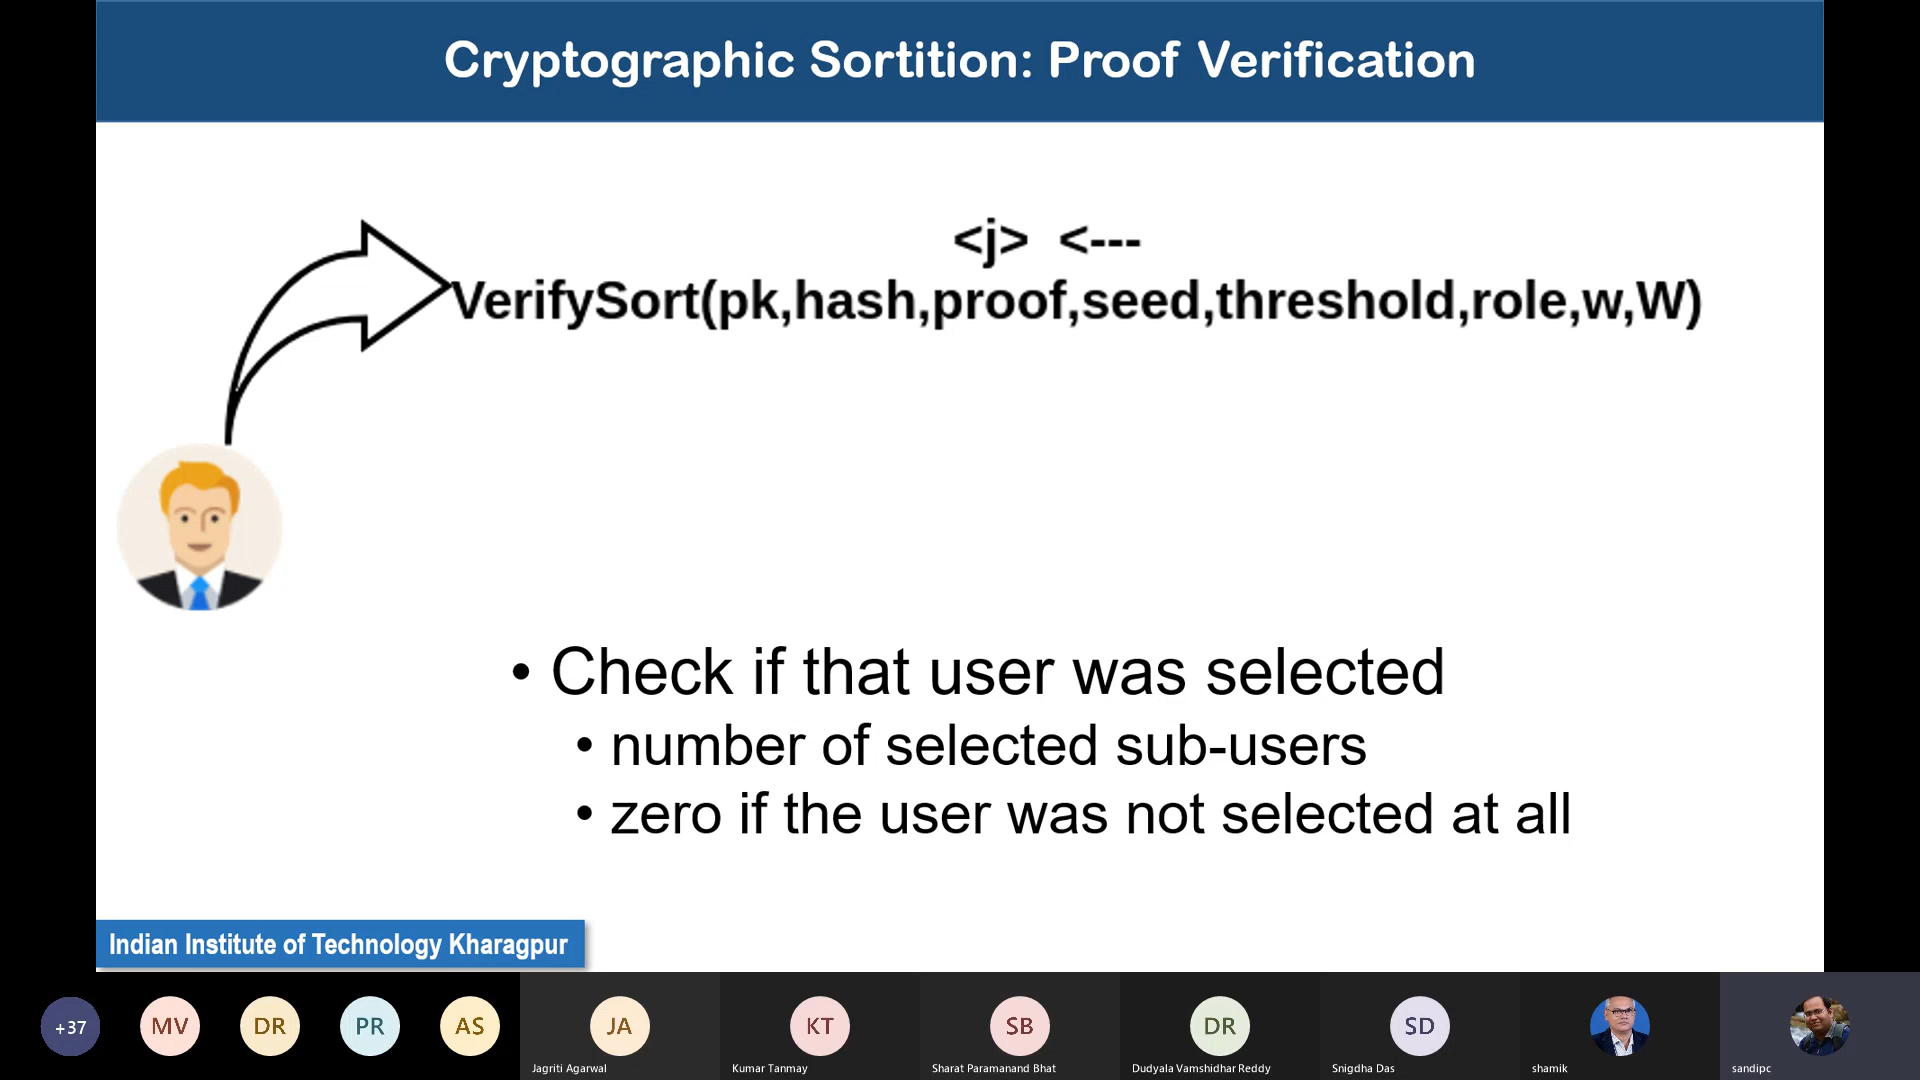 Cryptographic Sortition: Proof Verification
<j> <---
VerifySort(pk,hash,proof,seed,threshold,role,w,W)
• Check if that user was selected
• number of selected sub-users
• zero if the user was not selected at all
Indian Institute of Technology Kharagpur
+37 MV DR PR AS JA KT SB DR SD
Jagriti Agarwal Kumar Tanmay Sharat Paramanand Bhat Dudyala Vamshidhar Reddy Snigdha Das shamik sandipc